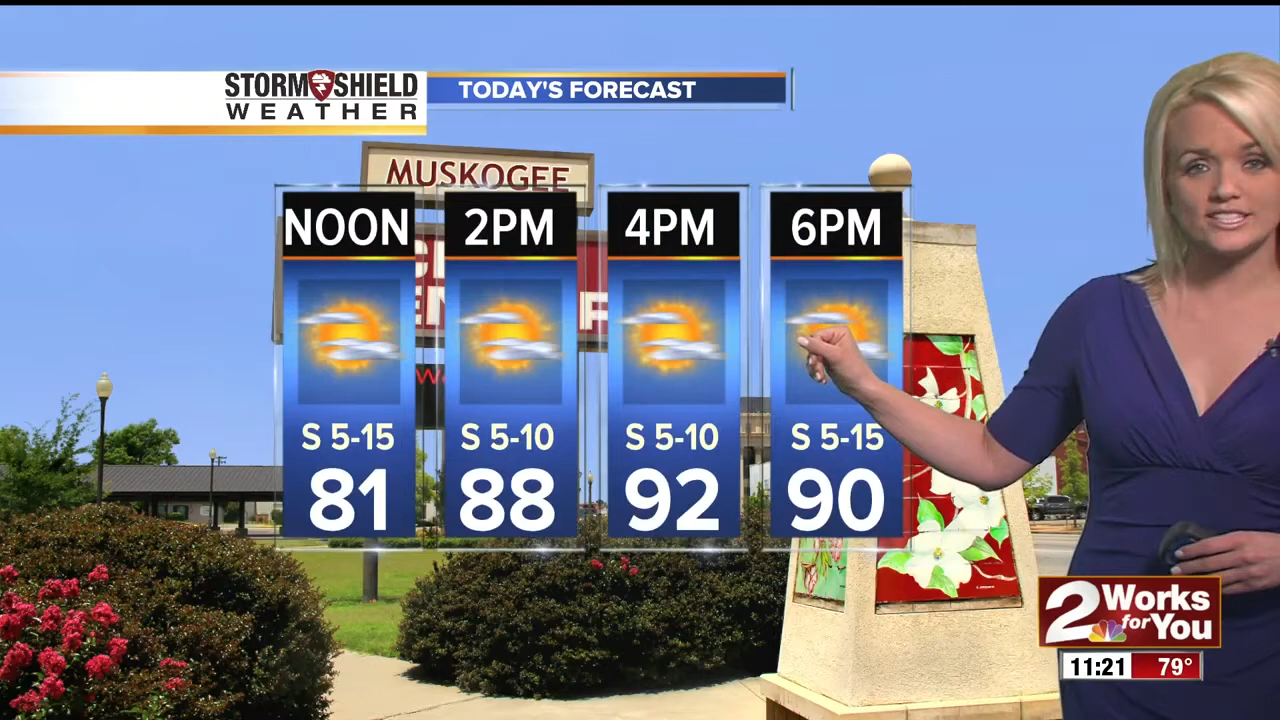 STORM SHIELD
WEATHER
TODAY'S FORECAST
MUSKOGEE
NOON
2PM
4PM
6PM
S 5-15
S 5-10
S 5-10
S 5-15
81
88
92
90
2 Works
for You
11:21
79°